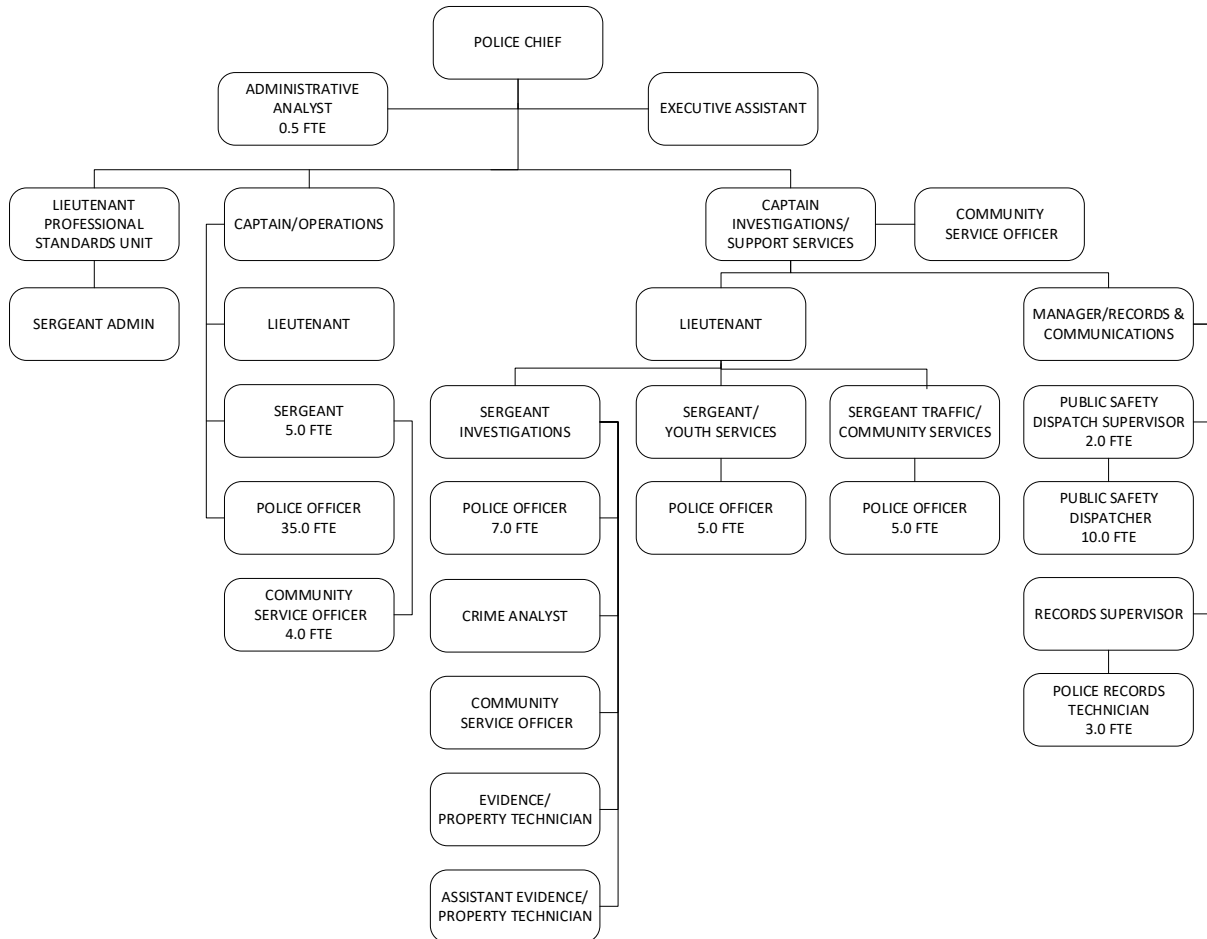 POLICE CHIEF
ADMINISTRATIVE
ANALYST
0.5 FTE
EXECUTIVE ASSISTANT
LIEUTENANT
PROFESSIONAL
STANDARDS UNIT
CAPTAIN/OPERATIONS
CAPTAIN
INVESTIGATIONS/
SUPPORT SERVICES
COMMUNITY
SERVICE OFFICER
SERGEANT ADMIN
LIEUTENANT
LIEUTENANT
MANAGER/RECORDS &
COMMUNICATIONS
SERGEANT
5.0 FTE
SERGEANT
INVESTIGATIONS
SERGEANT/
YOUTH SERVICES
SERGEANT TRAFFIC/
COMMUNITY SERVICES
PUBLIC SAFETY
DISPATCH SUPERVISOR
2.0 FTE
POLICE OFFICER
35.0 FTE
POLICE OFFICER
7.0 FTE
POLICE OFFICER
5.0 FTE
POLICE OFFICER
5.0 FTE
PUBLIC SAFETY
DISPATCHER
10.0 FTE
COMMUNITY
SERVICE OFFICER
4.0 FTE
CRIME ANALYST
RECORDS SUPERVISOR
COMMUNITY
SERVICE OFFICER
POLICE RECORDS
TECHNICIAN
3.0 FTE
EVIDENCE/
PROPERTY TECHNICIAN
ASSISTANT EVIDENCE/
PROPERTY TECHNICIAN